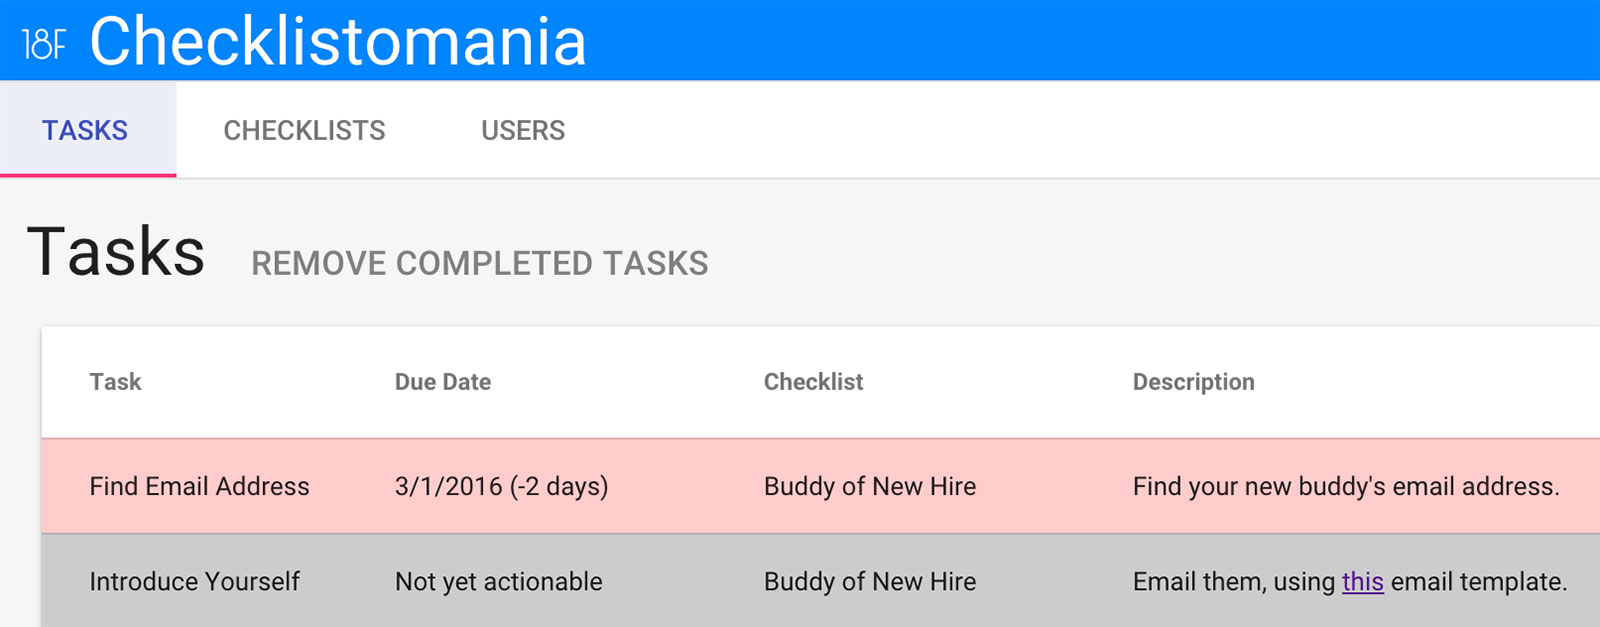 18F Checklistomania
TASKS CHECKLISTS USERS
Tasks REMOVE COMPLETED TASKS
Task Due Date Checklist Description
Find Email Address 3/1/2016 (-2 days) Buddy of New Hire Find your new buddy's email address.
Introduce Yourself Not yet actionable Buddy of New Hire Email them, using this email template.